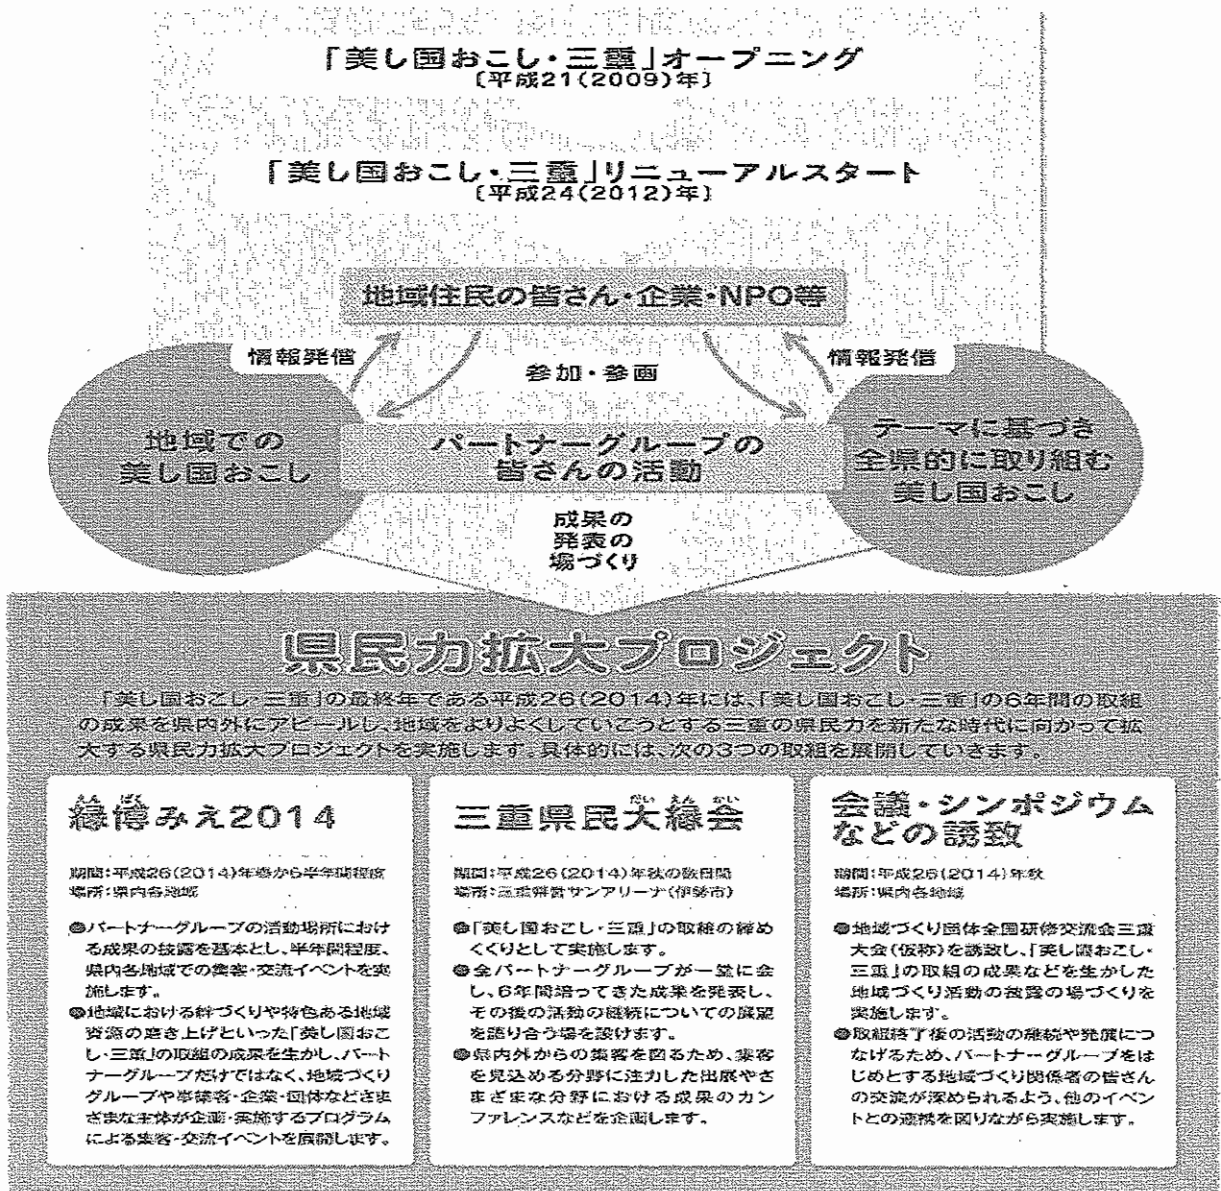 「美し国おこし・三重」オープニング
〔平成21(2009)年〕
「美し国おこし・三重」リニューアルスタート
〔平成24(2012)年〕
地域住民の皆さん・企業・NPO等
情報発信
参加・参画
情報発信
地域での
美し国おこし
パートナーグループの
皆さんの活動
テーマに基づき
全県的に取り組む
美し国おこし
成果の
発表の
場づくり
県民力拡大プロジェクト
「美し国おこし・三重」の最終年である平成26(2014)年には、「美し国おこし・三重」の6年間の取組
の成果を県内外にアピールし、地域をよりよくしていこうとする三重の県民力を新たな時代に向かって拡
大する県民力拡大プロジェクトを実施します。具体的には、次の3つの取組を展開していきます。
えん ぱく
縁博みえ2014
期間:平成26(2014)年春から半年間程度
場所:県内各地域
●パートナーグループの活動場所におけ
る成果の披露を基本とし、半年間程度、
県内各地域での集客・交流イベントを実
施します。
●地域における絆づくりや特色ある地域
資源の磨き上げといった「美し国おこ
し・三重」の取組の成果を生かし、パート
ナーグループだけではなく、地域づくり
グループや事業者・企業・団体などさま
ざまな主体が企画・実施するプログラム
による集客・交流イベントを展開します。
だい えん かい
三重県民大縁会
期間:平成26(2014)年秋の数日間
場所:三重県営サンアリーナ(伊勢市)
●「美し国おこし・三重」の取組の締め
くくりとして実施します。
●全パートナーグループが一堂に会
し、6年間培ってきた成果を発表し、
その後の活動の継続についての展望
を語り合う場を設けます。
●県内外からの集客を図るため、集客
を見込める分野に注力した出展やさ
まざまな分野における成果のカン
ファレンスなどを企画します。
会議・シンポジウム
などの誘致
期間:平成26(2014)年秋
場所:県内各地域
●地域づくり団体全国研修交流会三重
大会(仮称)を誘致し、「美し国おこし・
三重」の取組の成果などを生かした
地域づくり活動の披露の場づくりを
実施します。
●取組終了後の活動の継続や発展につ
なげるため、パートナーグループをは
じめとする地域づくり関係者の皆さん
の交流が深められるよう、他のイベン
トとの連携を図りながら実施します。